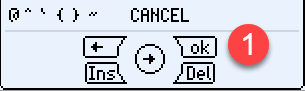 @ ^ ` { } ~ CANCEL
← ok 1
→
Ins Del